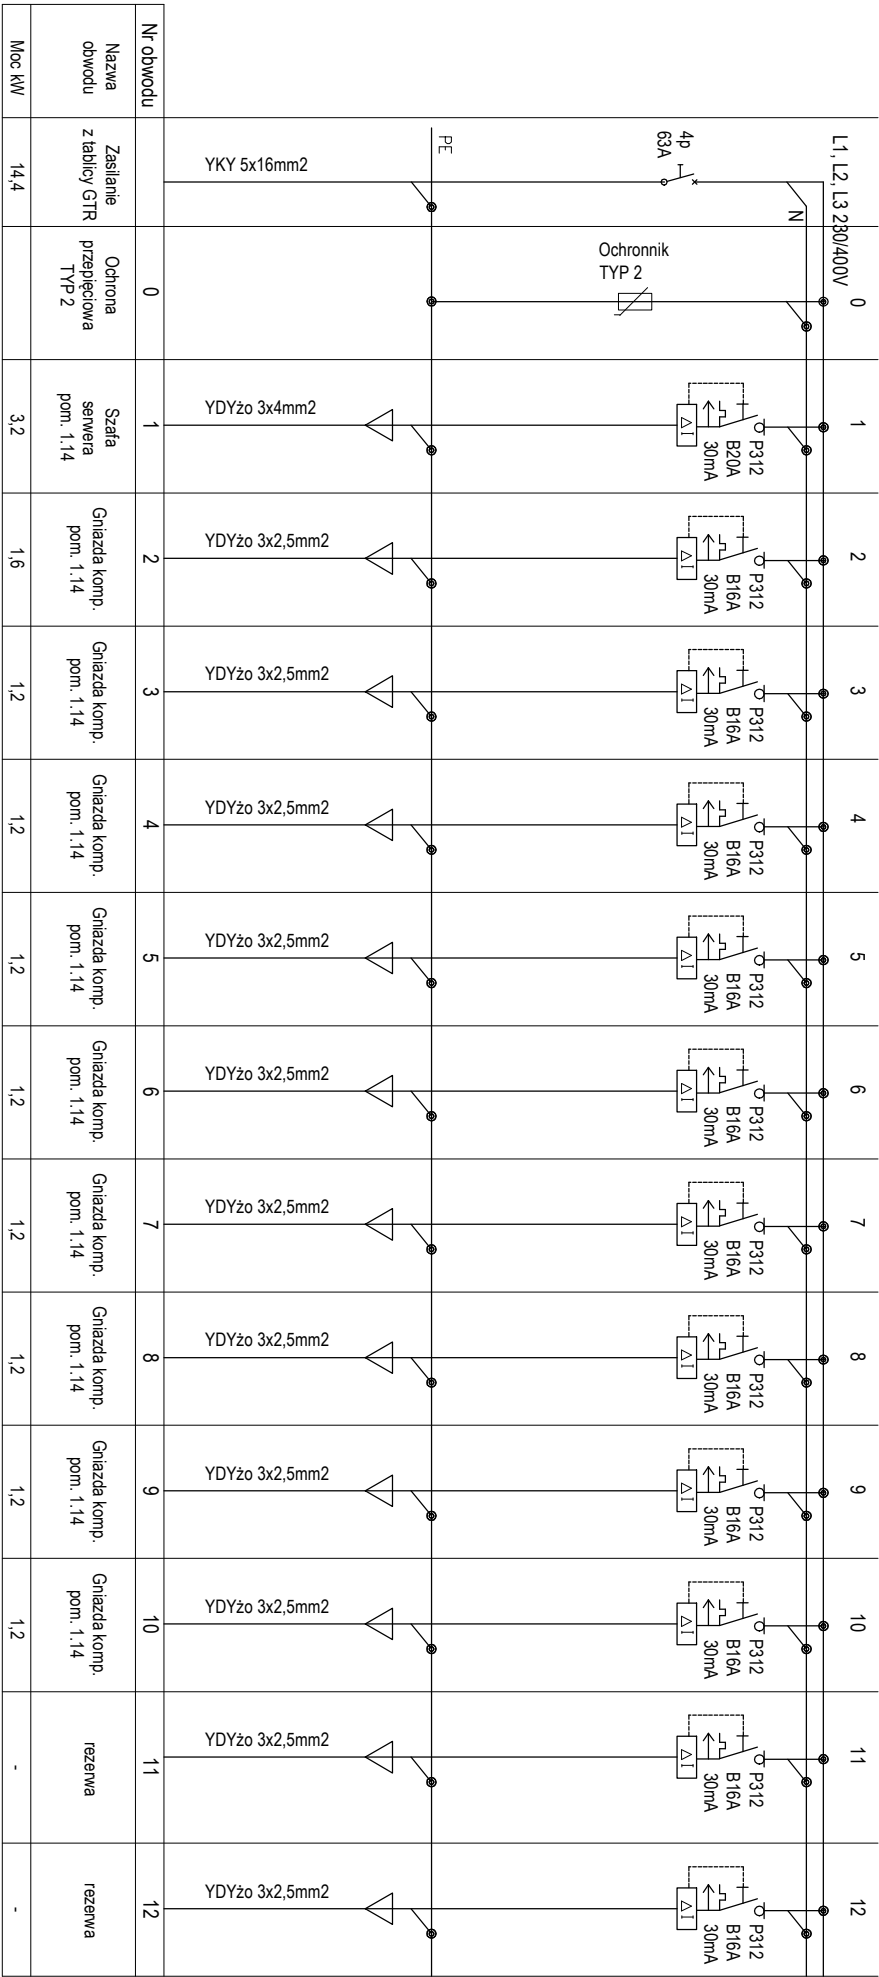 L1, L2, L3 230/400V
0
1
2
3
4
5
6
7
8
9
10
11
12
N
4p
63A
Ochronnik
TYP 2
P312
B20A
30mA
P312
B16A
30mA
P312
B16A
30mA
P312
B16A
30mA
P312
B16A
30mA
P312
B16A
30mA
P312
B16A
30mA
P312
B16A
30mA
P312
B16A
30mA
P312
B16A
30mA
P312
B16A
30mA
P312
B16A
30mA
PE
YKY 5x16mm2
YDYżo 3x4mm2
YDYżo 3x2,5mm2
YDYżo 3x2,5mm2
YDYżo 3x2,5mm2
YDYżo 3x2,5mm2
YDYżo 3x2,5mm2
YDYżo 3x2,5mm2
YDYżo 3x2,5mm2
YDYżo 3x2,5mm2
YDYżo 3x2,5mm2
YDYżo 3x2,5mm2
YDYżo 3x2,5mm2
Nr obwodu
0
1
2
3
4
5
6
7
8
9
10
11
12
Nazwa
obwodu
Zasilanie
z tablicy GTR
Ochrona
przepięciowa
TYP 2
Szafa
serwera
pom. 1.14
Gniazda komp.
pom. 1.14
Gniazda komp.
pom. 1.14
Gniazda komp.
pom. 1.14
Gniazda komp.
pom. 1.14
Gniazda komp.
pom. 1.14
Gniazda komp.
pom. 1.14
Gniazda komp.
pom. 1.14
Gniazda komp.
pom. 1.14
Gniazda komp.
pom. 1.14
rezerwa
rezerwa
Moc kW
14,4
3,2
1,6
1,2
1,2
1,2
1,2
1,2
1,2
1,2
1,2
-
-